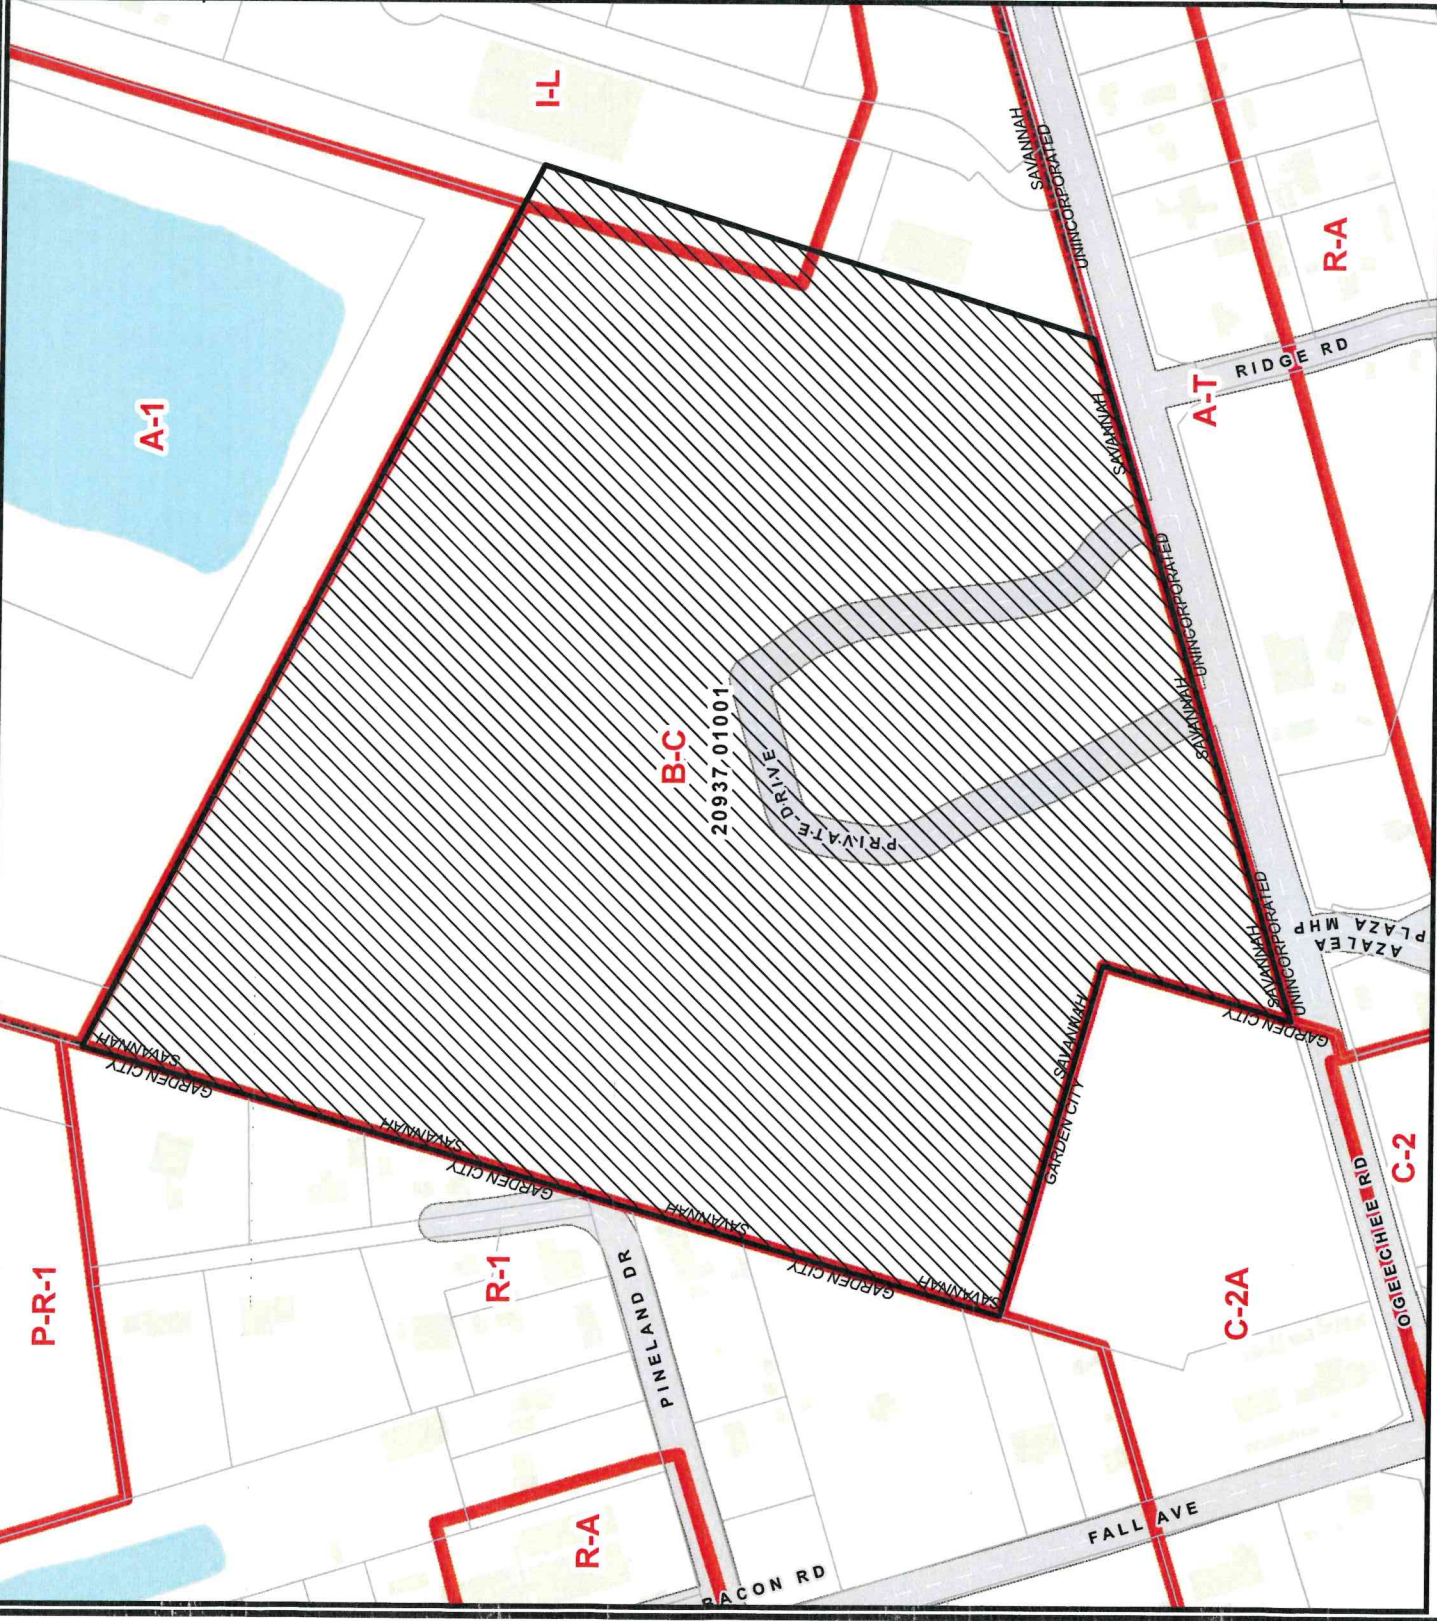 I-L
A-1
SAVANNAH
UNINCORPORATED
R-A
RIDGE RD
A-T
SAVANNAH
UNINCORPORATED
SAVANNAH
B-C
20937 01001
PRIVATE DRIVE
SAVANNAH
UNINCORPORATED
AZALEA
PLAZA MHP
SAVANNAH
GARDEN CITY
SAVANNAH
GARDEN CITY
SAVANNAH
GARDEN CITY
SAVANNAH
GARDEN CITY
SAVANNAH
SAVANNAH
GARDEN CITY
GARDEN CITY
P-R-1
R-1
PINELAND DR
C-2A
C-2
OGEECHEE RD
R-A
BACON RD
FALL AVE